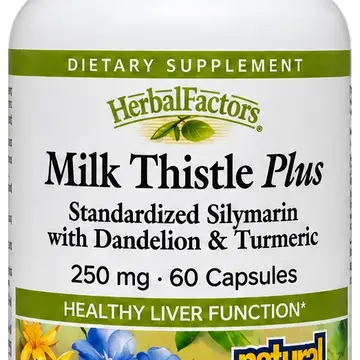 DIETARY SUPPLEMENT
HerbalFactors®
Milk Thistle Plus
Standardized Silymarin
with Dandelion & Turmeric
250 mg · 60 Capsules
HEALTHY LIVER FUNCTION*
natural